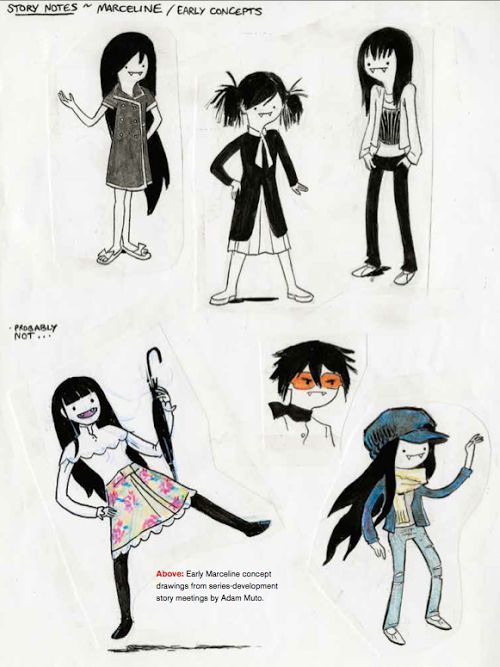 STORY NOTES ~ MARCELINE / EARLY CONCEPTS
· PROBABLY
NOT...
Above: Early Marceline concept
drawings from series-development
story meetings by Adam Muto.